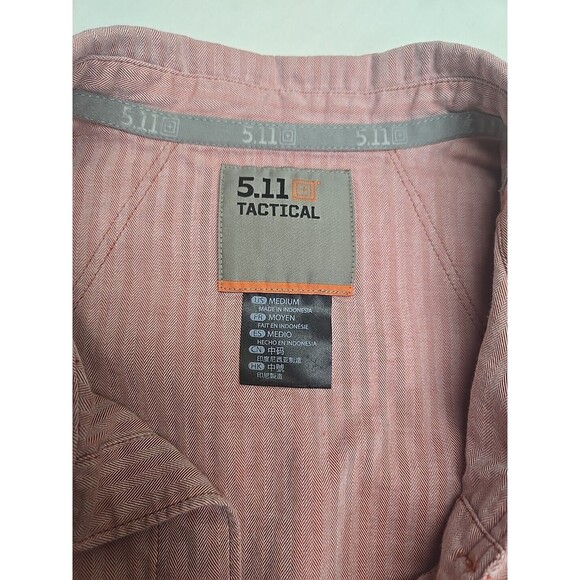 5.11 5.11 5.11
5.11
TACTICAL
US MEDIUM
MADE IN INDONESIA
FR MOYEN
FAIT EN INDONÉSIE
ES MEDIO
HECHO EN INDONESIA
CN 中码
印度尼西亚製造
HK 中號
印尼製造